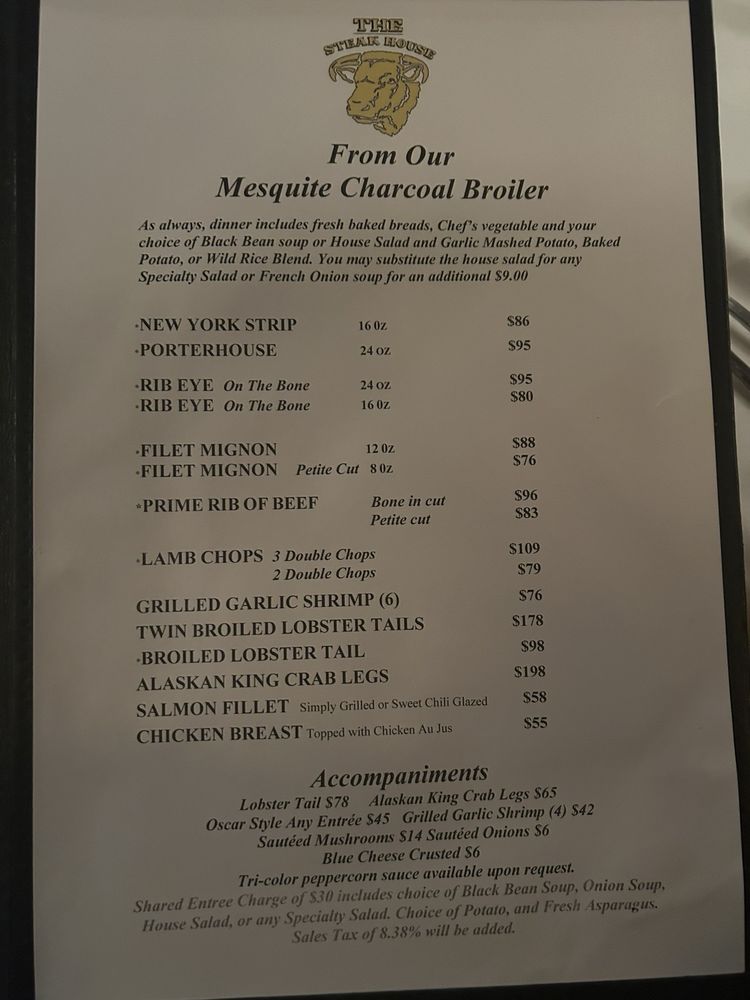 THE
STEAK HOUSE
From Our
Mesquite Charcoal Broiler
As always, dinner includes fresh baked breads, Chef's vegetable and your
choice of Black Bean soup or House Salad and Garlic Mashed Potato, Baked
Potato, or Wild Rice Blend. You may substitute the house salad for any
Specialty Salad or French Onion soup for an additional $9.00
*NEW YORK STRIP 16 0z $86
*PORTERHOUSE 24 oz $95
*RIB EYE On The Bone 24 oz $95
*RIB EYE On The Bone 16 0z $80
*FILET MIGNON 12 0z $88
*FILET MIGNON Petite Cut 8 0z $76
*PRIME RIB OF BEEF Bone in cut $96
Petite cut $83
*LAMB CHOPS 3 Double Chops $109
2 Double Chops $79
GRILLED GARLIC SHRIMP (6) $76
TWIN BROILED LOBSTER TAILS $178
*BROILED LOBSTER TAIL $98
ALASKAN KING CRAB LEGS $198
SALMON FILLET Simply Grilled or Sweet Chili Glazed $58
CHICKEN BREAST Topped with Chicken Au Jus $55
Accompaniments
Lobster Tail $78 Alaskan King Crab Legs $65
Oscar Style Any Entrée $45 Grilled Garlic Shrimp (4) $42
Sautéed Mushrooms $14 Sautéed Onions $6
Blue Cheese Crusted $6
Tri-color peppercorn sauce available upon request.
Shared Entree Charge of $30 includes choice of Black Bean Soup, Onion Soup,
House Salad, or any Specialty Salad. Choice of Potato, and Fresh Asparagus.
Sales Tax of 8.38% will be added.